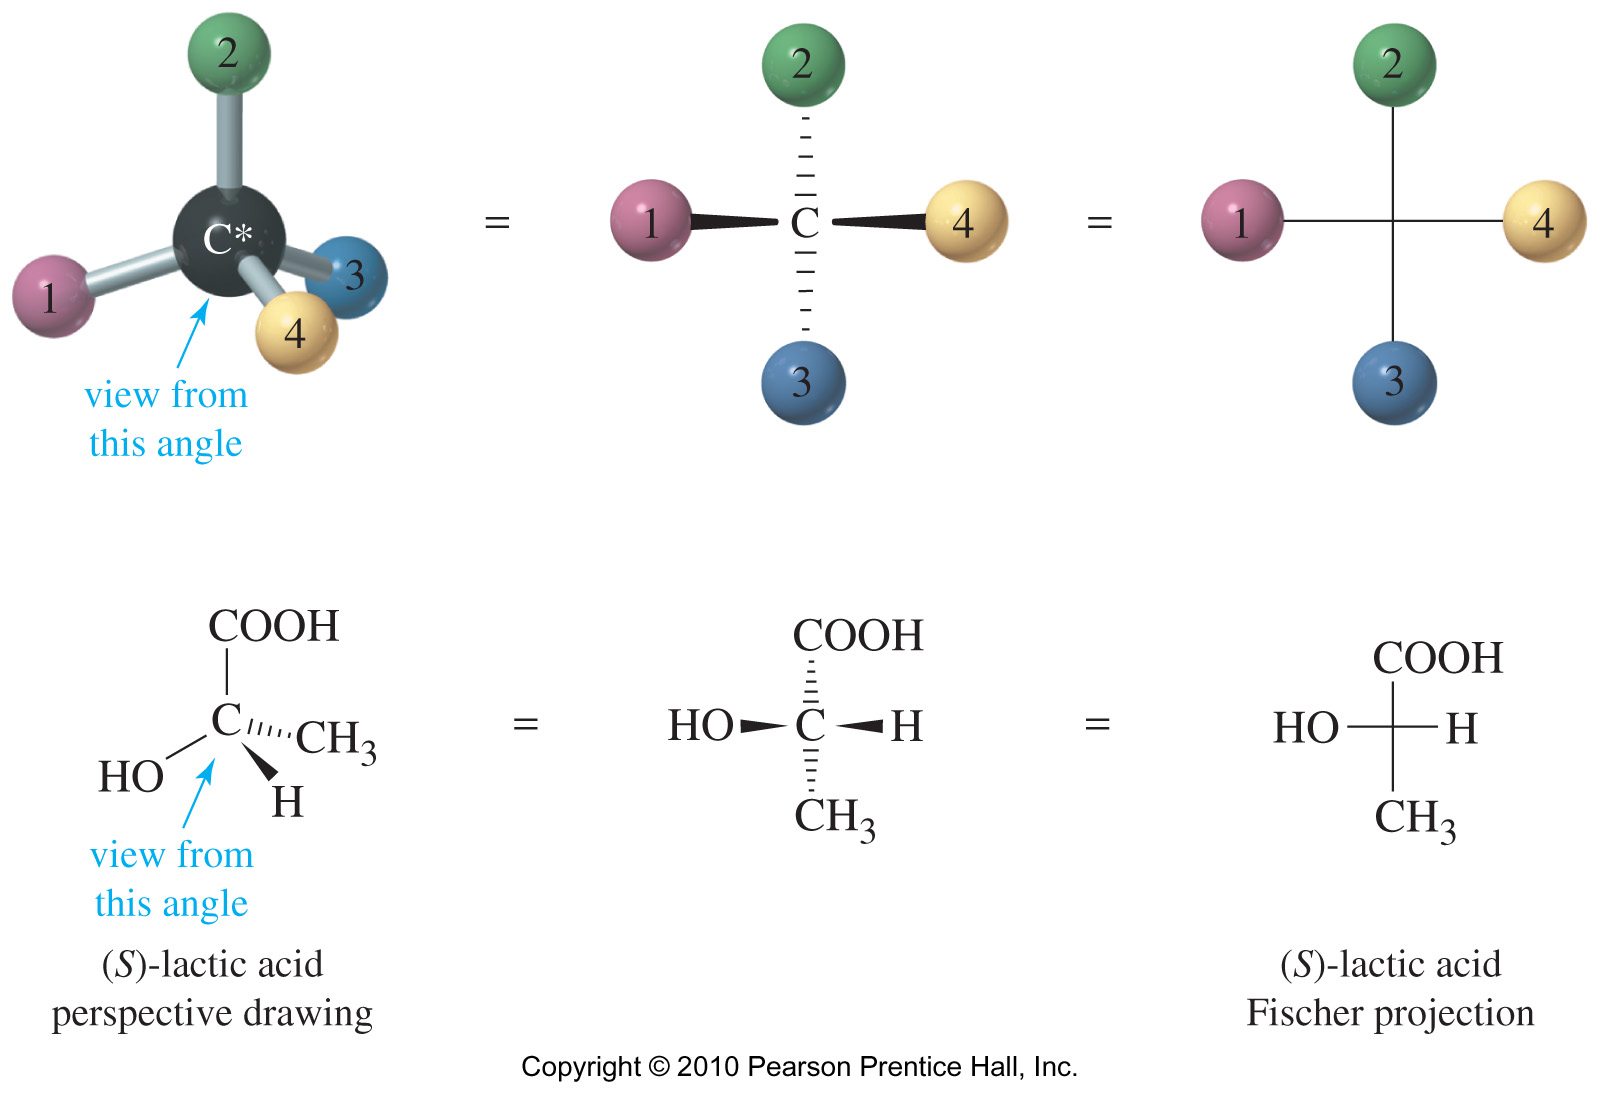 2
C*
1
3
4
view from
this angle
=
2
1
C
4
3
=
2
1
4
3
COOH
C
CH3
HO
H
view from
this angle
(S)-lactic acid
perspective drawing
=
COOH
HO C H
CH3
=
COOH
HO H
CH3
(S)-lactic acid
Fischer projection
Copyright © 2010 Pearson Prentice Hall, Inc.